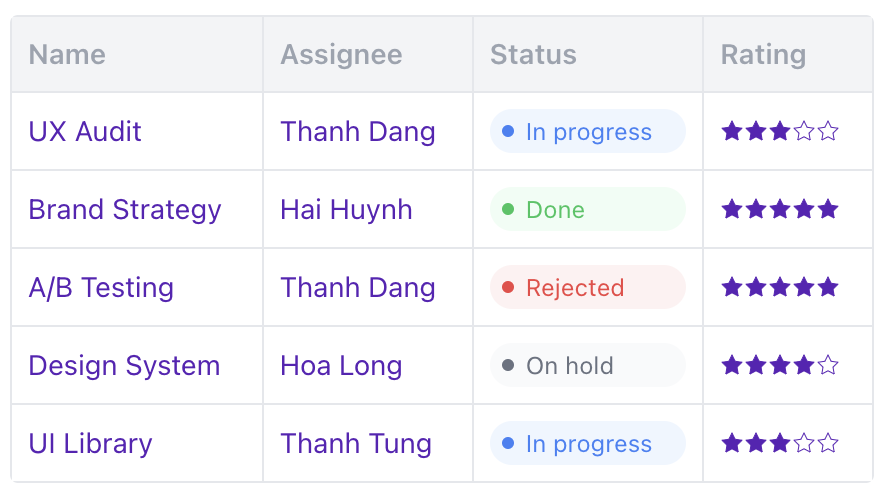 Name Assignee Status Rating
UX Audit Thanh Dang In progress ★★★☆☆
Brand Strategy Hai Huynh Done ★★★★★
A/B Testing Thanh Dang Rejected ★★★★★
Design System Hoa Long On hold ★★★★☆
UI Library Thanh Tung In progress ★★★☆☆